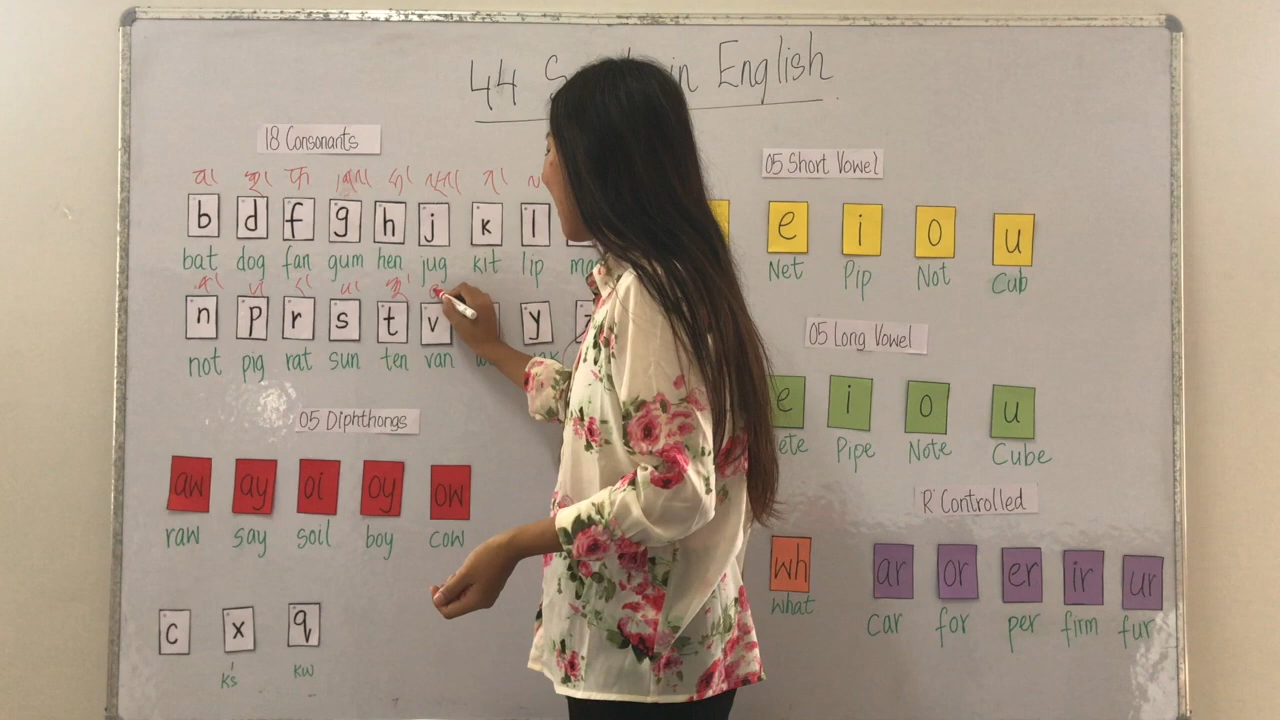 44 in English
18 Consonants
b d f g h j k l
bat dog fan gum hen jug kit lip
n p r s t v y
not pig rat sun ten van
05 Diphthongs
aw ay oi oy ow
raw say soil boy cow
c x q
ks kw
05 Short Vowel
e i o u
Net Pip Not Cub
05 Long Vowel
e i o u
Pipe Note Cube
R' Controlled
wh ar or er ir ur
what car for per firm fur